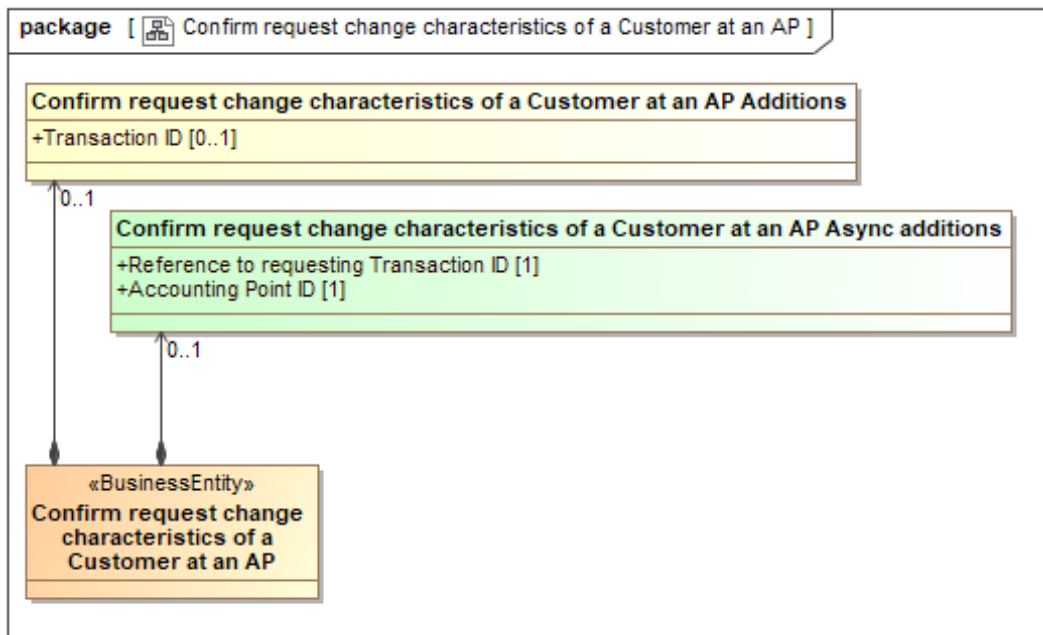 package [ Confirm request change characteristics of a Customer at an AP ]
Confirm request change characteristics of a Customer at an AP Additions
+Transaction ID [0..1]
0..1
Confirm request change characteristics of a Customer at an AP Async additions
+Reference to requesting Transaction ID [1]
+Accounting Point ID [1]
0..1
«BusinessEntity»
Confirm request change
characteristics of a
Customer at an AP